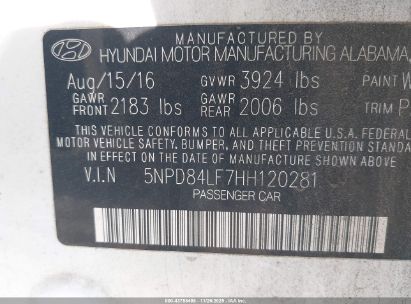 MANUFACTURED BY
HYUNDAI MOTOR MANUFACTURING ALABAMA,
Aug/15/16 GVWR 3924 lbs PAINT W
GAWR FRONT 2183 lbs GAWR REAR 2006 lbs TRIM P
THIS VEHICLE CONFORMS TO ALL APPLICABLE U.S.A. FEDERAL
MOTOR VEHICLE SAFETY, BUMPER, AND THEFT PREVENTION STANDARD
IN EFFECT ON THE DATE OF MANUFACTURE SHOWN ABOVE
V.I.N 5NPD84LF7HH120281
PASSENGER CAR